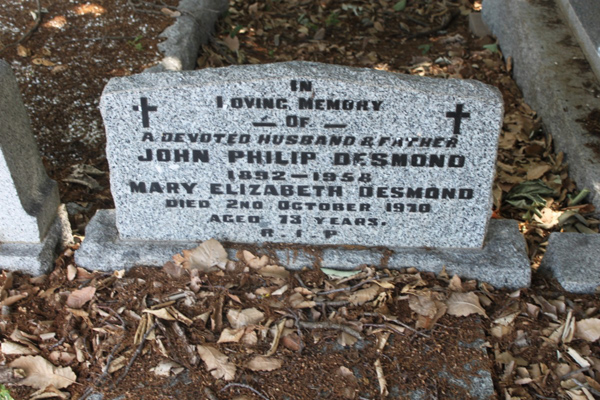 IN
LOVING MEMORY
— OF —
A DEVOTED HUSBAND & FATHER
JOHN PHILIP DESMOND
1892–1958
MARY ELIZABETH DESMOND
DIED 2ND OCTOBER 1970
AGED 73 YEARS.
R.I.P